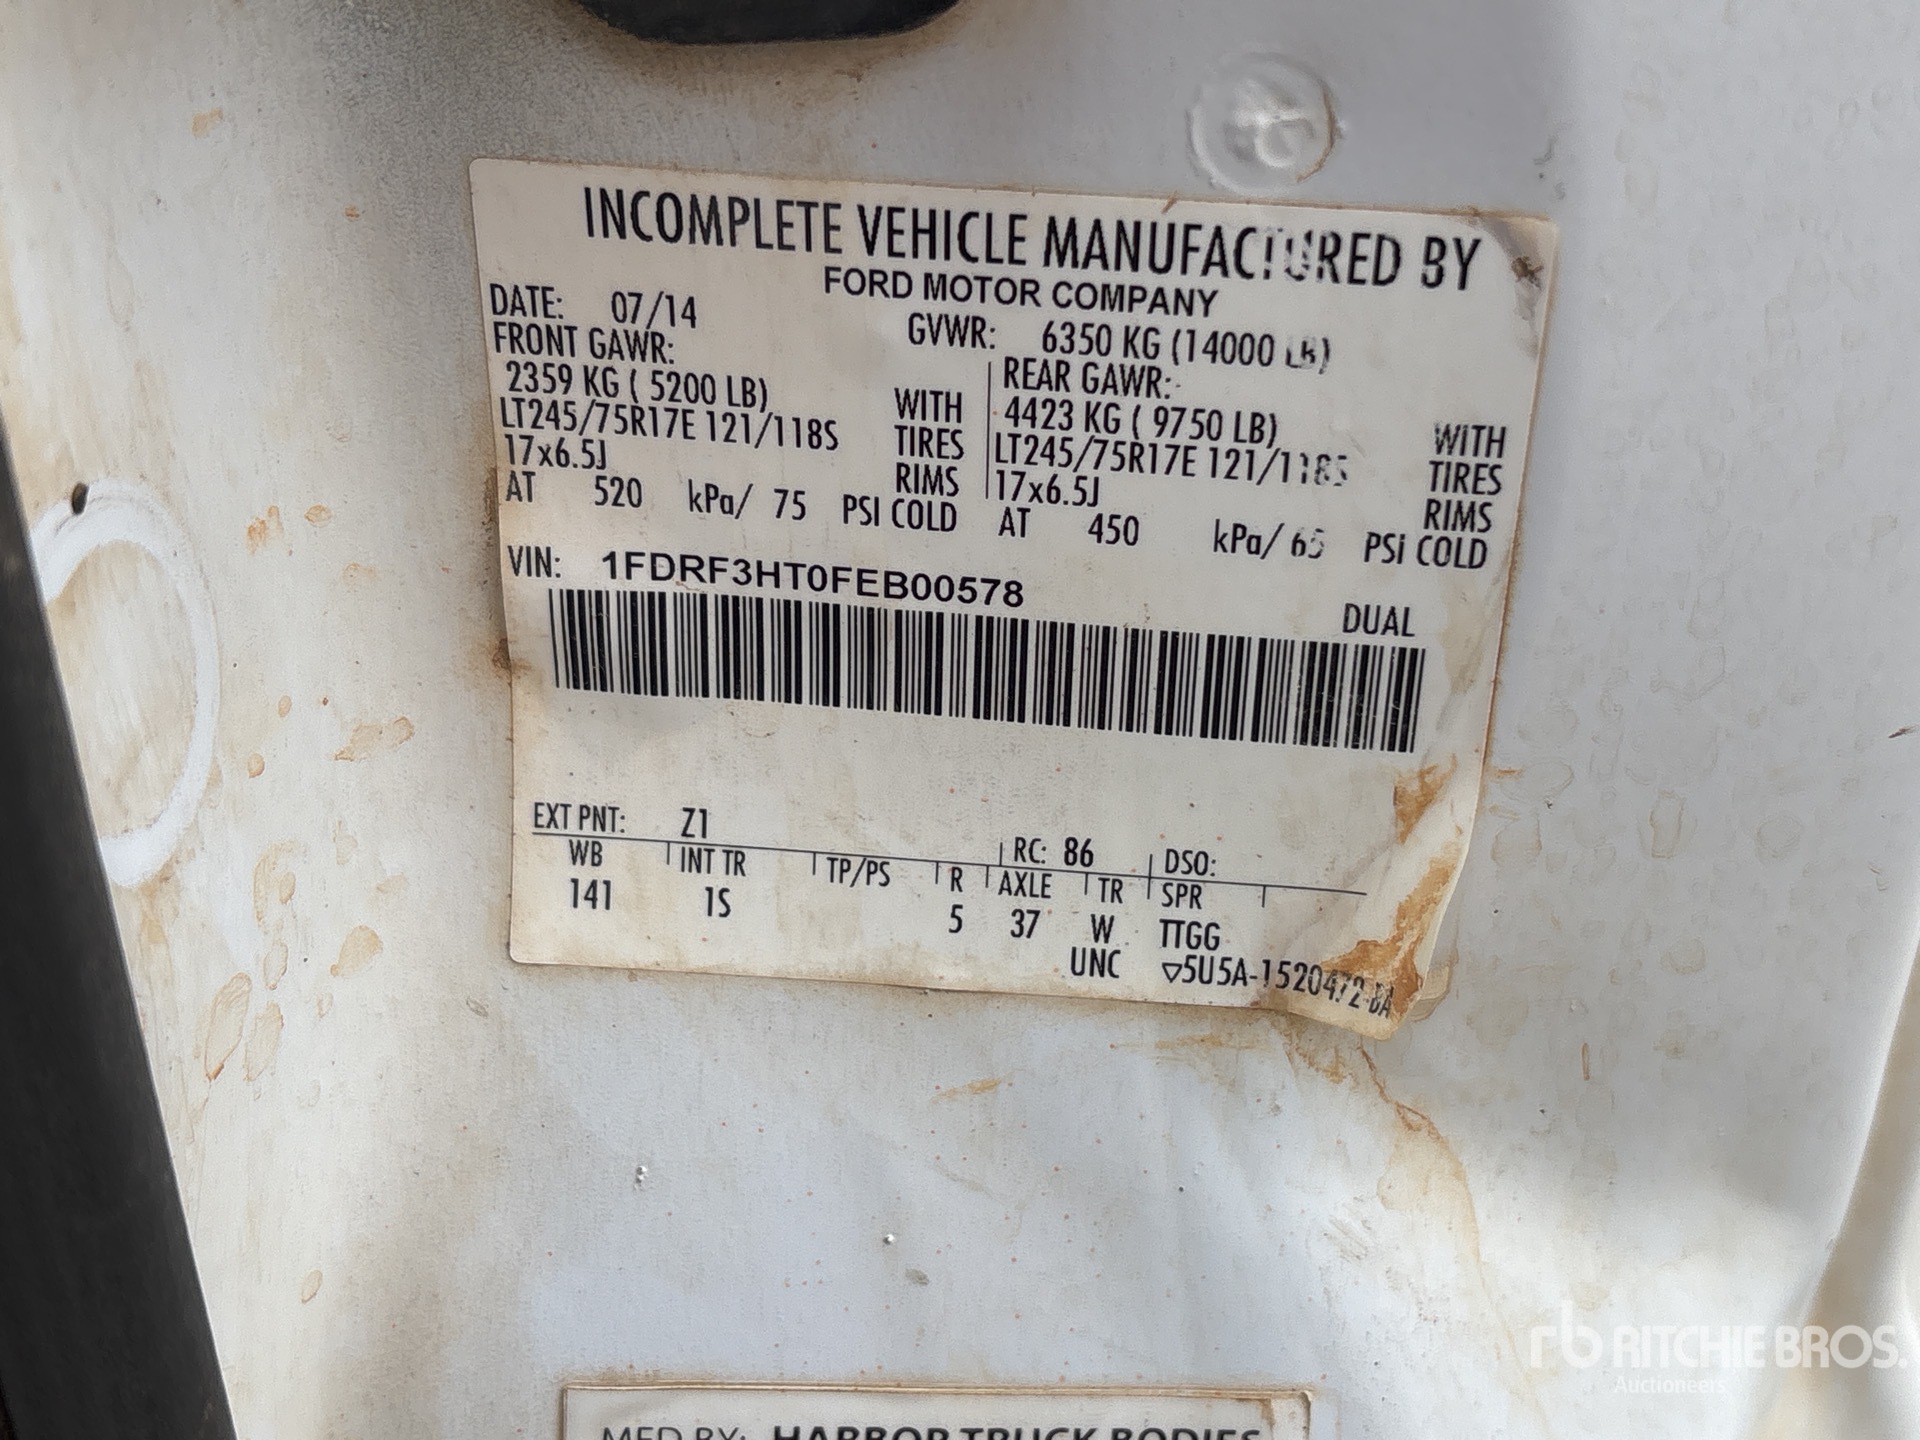 INCOMPLETE VEHICLE MANUFACTURED BY
FORD MOTOR COMPANY
DATE: 07/14 GVWR: 6350 KG (14000 LB)
FRONT GAWR: REAR GAWR:
2359 KG ( 5200 LB) WITH 4423 KG ( 9750 LB) WITH
LT245/75R17E 121/118S TIRES LT245/75R17E 121/118S TIRES
17x6.5J RIMS 17x6.5J RIMS
AT 520 kPa/ 75 PSI COLD AT 450 kPa/ 65 PSI COLD
VIN: 1FDRF3HT0FEB00578
DUAL
EXT PNT: Z1 RC: 86 DSO:
WB INT TR TP/PS R AXLE TR SPR
141 1S 5 37 W TTGG
UNC ▽5U5A-1520472-BA
MFD BY: HARBOR TRUCK BODIES
rb RITCHIE BROS.
Auctioneers